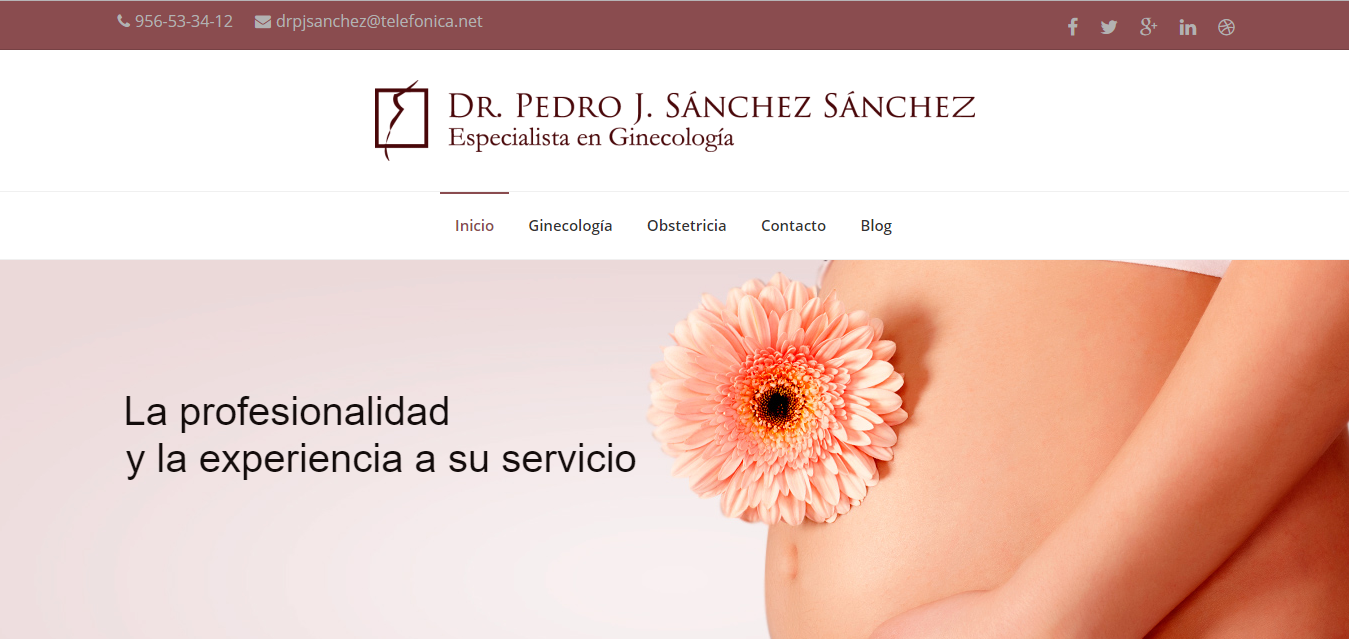 956-53-34-12 drpjsanchez@telefonica.net
Dr. Pedro J. Sánchez Sánchez
Especialista en Ginecología
Inicio Ginecología Obstetricia Contacto Blog
La profesionalidad
y la experiencia a su servicio